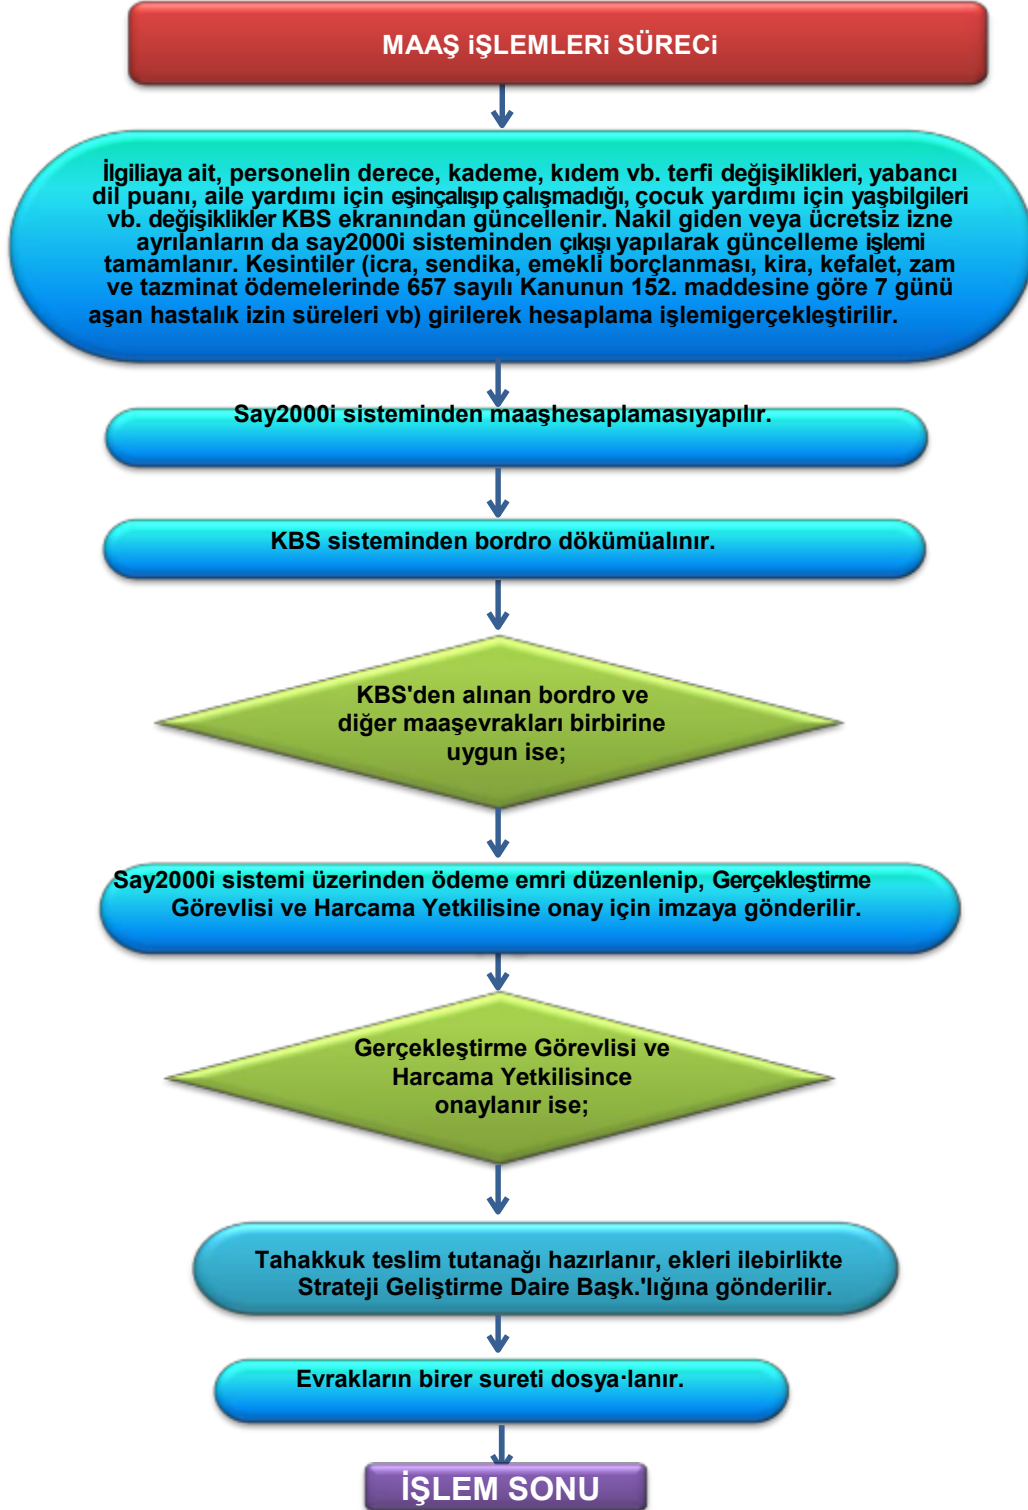 MAAŞ iŞLEMLERi SÜRECi
İlgiliaya ait, personelin derece, kademe, kıdem vb. terfi değişiklikleri, yabancı
dil puanı, aile yardımı için eşinçalışıp çalışmadığı, çocuk yardımı için yaşbilgileri
vb. değişiklikler KBS ekranından güncellenir. Nakil giden veya ücretsiz izne
ayrılanların da say2000i sisteminden çıkışı yapılarak güncelleme işlemi
tamamlanır. Kesintiler (icra, sendika, emekli borçlanması, kira, kefalet, zam
ve tazminat ödemelerinde 657 sayılı Kanunun 152. maddesine göre 7 günü
aşan hastalık izin süreleri vb) girilerek hesaplama işlemigerçekleştirilir.
Say2000i sisteminden maaşhesaplamasıyapılır.
KBS sisteminden bordro dökümüalınır.
KBS'den alınan bordro ve
diğer maaşevrakları birbirine
uygun ise;
Say2000i sistemi üzerinden ödeme emri düzenlenip, Gerçekleştirme
Görevlisi ve Harcama Yetkilisine onay için imzaya gönderilir.
Gerçekleştirme Görevlisi ve
Harcama Yetkilisince
onaylanır ise;
Tahakkuk teslim tutanağı hazırlanır, ekleri ilebirlikte
Strateji Geliştirme Daire Başk.'lığına gönderilir.
Evrakların birer sureti dosya·lanır.
İŞLEM SONU